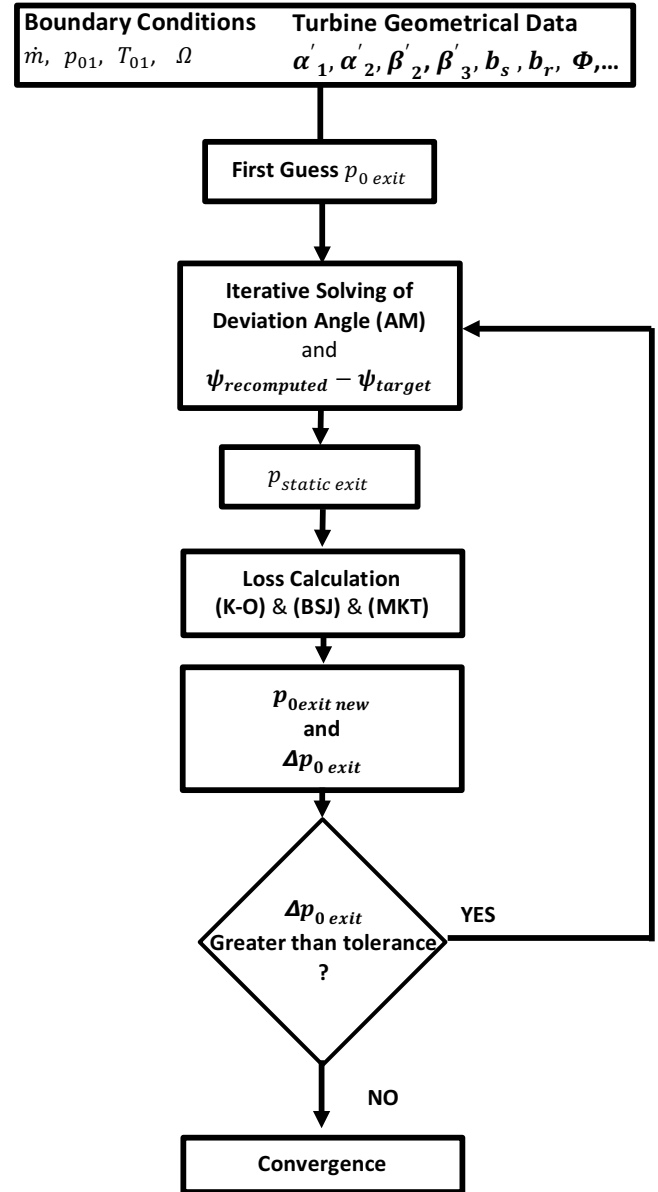 Boundary Conditions
ṁ, p₀₁, T₀₁, Ω
Turbine Geometrical Data
α′₁, α′₂, β′₂, β′₃, bₛ , bᵣ, Φ,...
First Guess p₀ exit
Iterative Solving of
Deviation Angle (AM)
and
ψrecomputed − ψtarget
pstatic exit
Loss Calculation
(K-O) & (BSJ) & (MKT)
p₀exit new
and
Δp₀ exit
Δp₀ exit
Greater than tolerance
?
YES
NO
Convergence